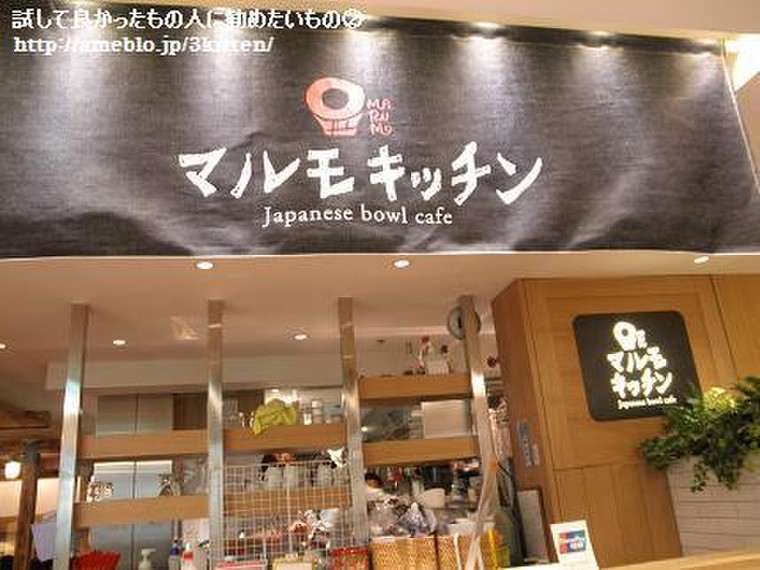 試して良かったもの人に勧めたいもの②
http://ameblo.jp/3kitten/
MA
RU
MO
マルモキッチン
Japanese bowl cafe
マルモ
キッチン
Japanese bowl cafe